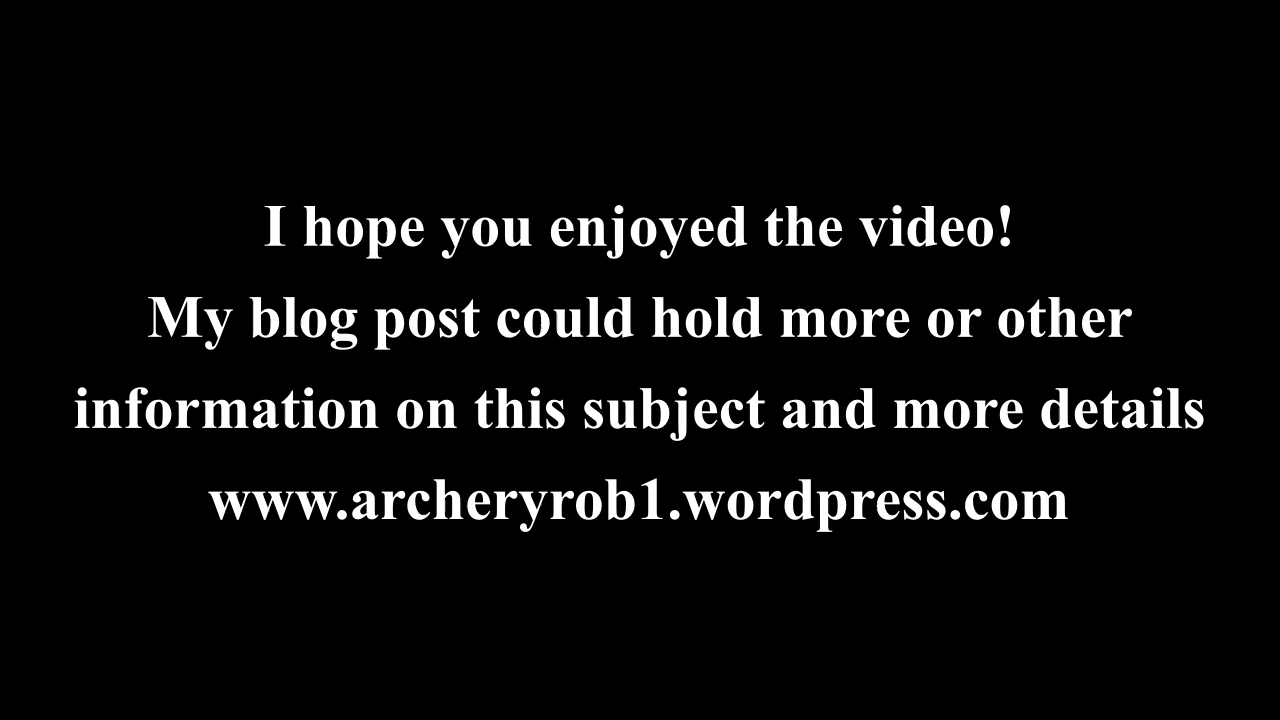 I hope you enjoyed the video!
My blog post could hold more or other
information on this subject and more details
www.archeryrob1.wordpress.com